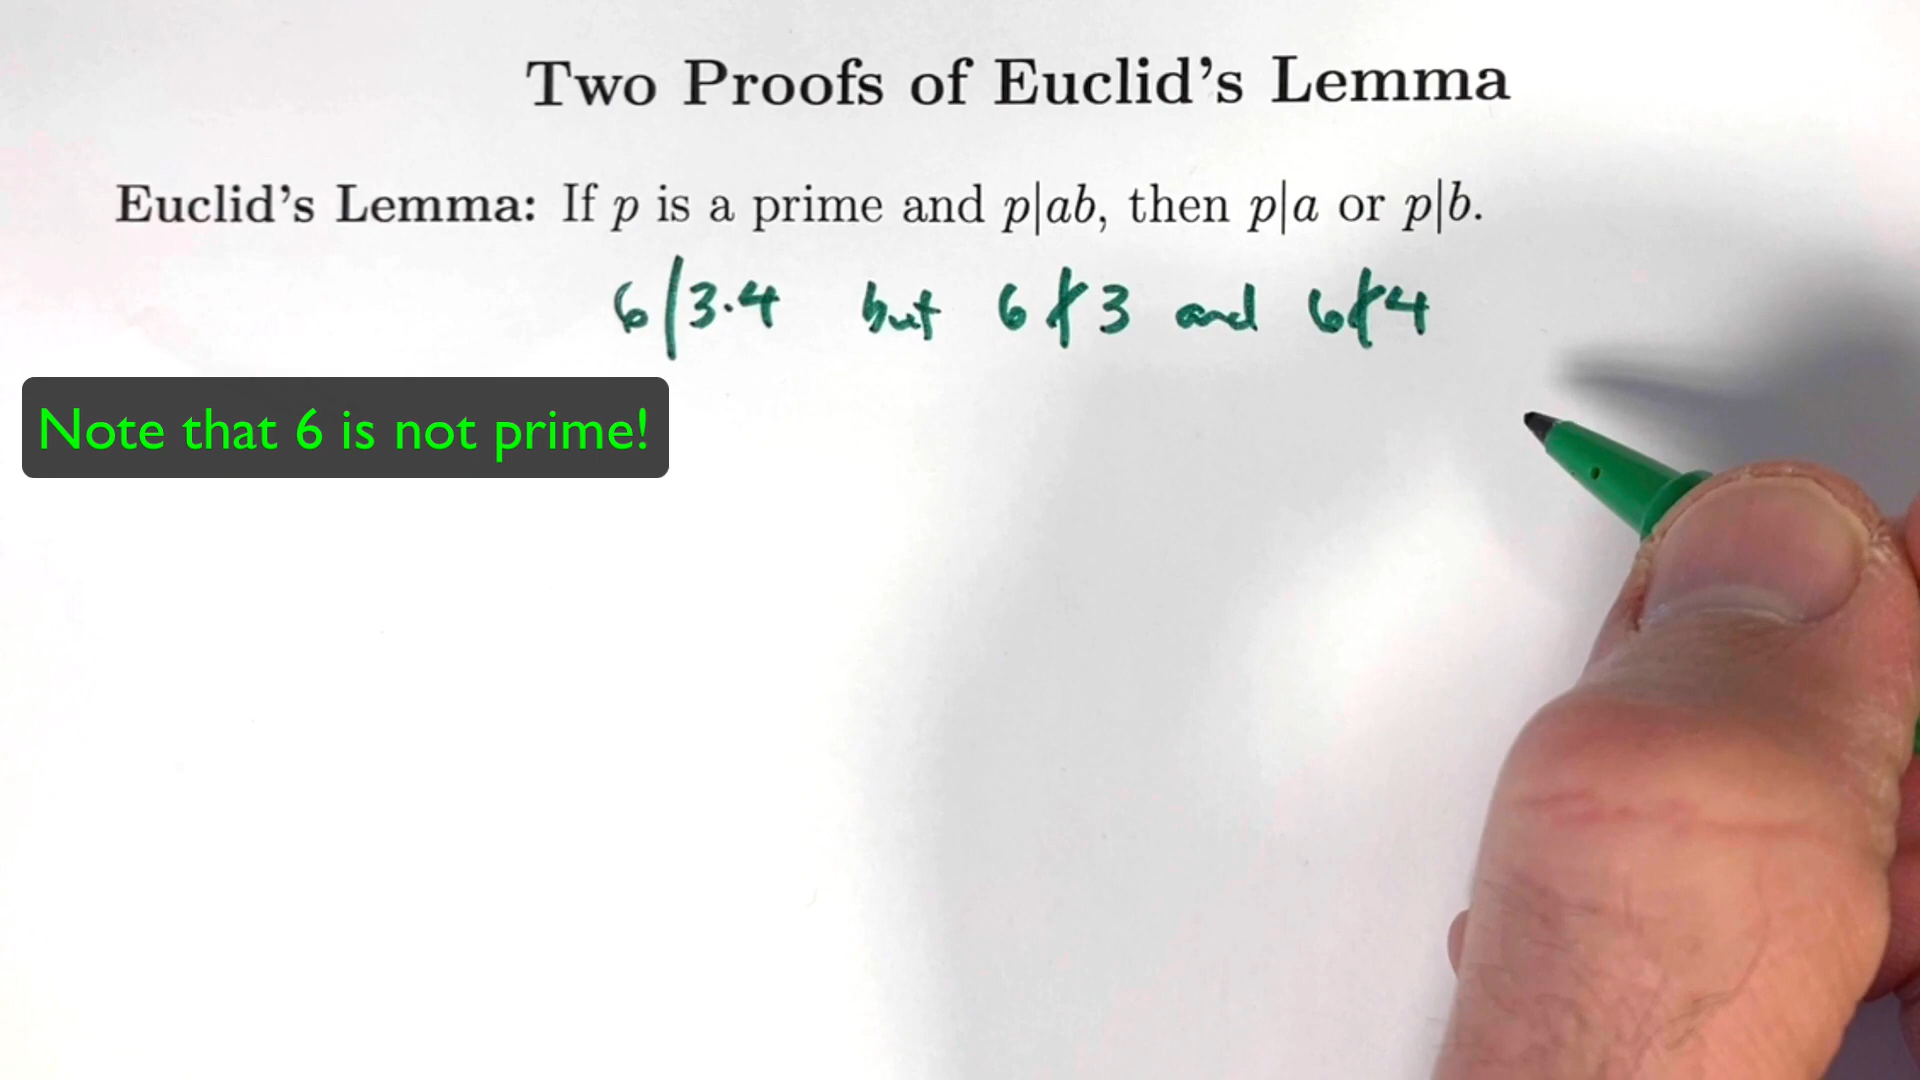 Two Proofs of Euclid's Lemma
Euclid's Lemma: If p is a prime and p|ab, then p|a or p|b.
6|3·4 but 6∤3 and 6∤4
Note that 6 is not prime!